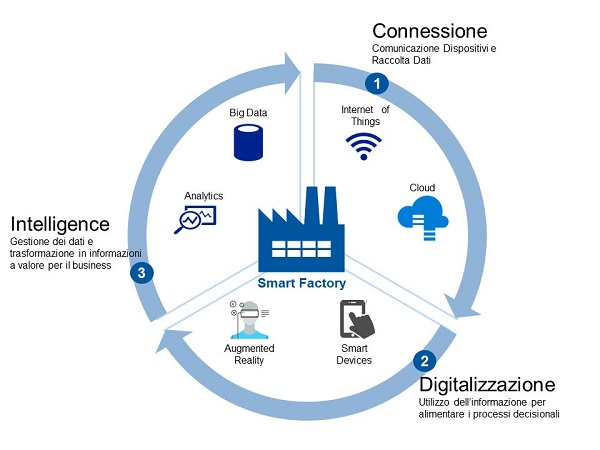 Connessione
Comunicazione Dispositivi e
Raccolta Dati
1
Internet of
Things
Cloud
Big Data
Analytics
Intelligence
Gestione dei dati e
trasformazione in informazioni
a valore per il business
3
Smart Factory
Augmented
Reality
Smart
Devices
2
Digitalizzazione
Utilizzo dell'informazione per
alimentare i processi decisionali